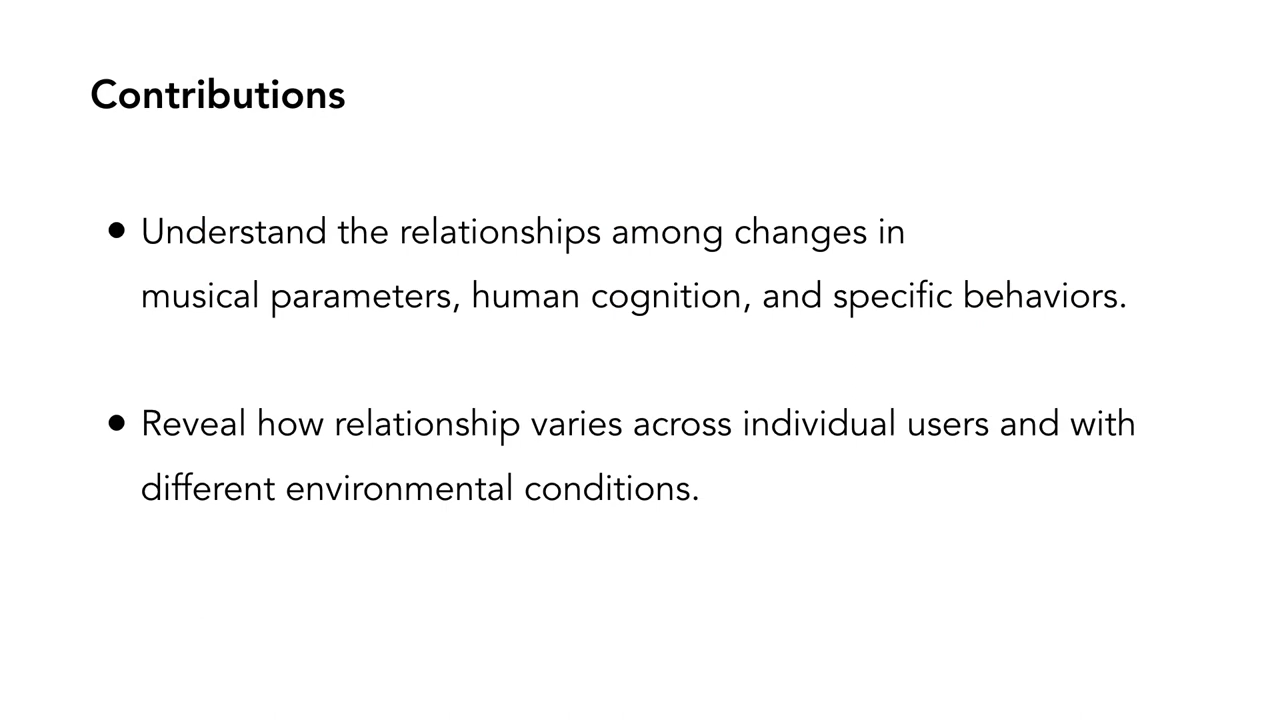 Contributions
• Understand the relationships among changes in
musical parameters, human cognition, and specific behaviors.
• Reveal how relationship varies across individual users and with
different environmental conditions.